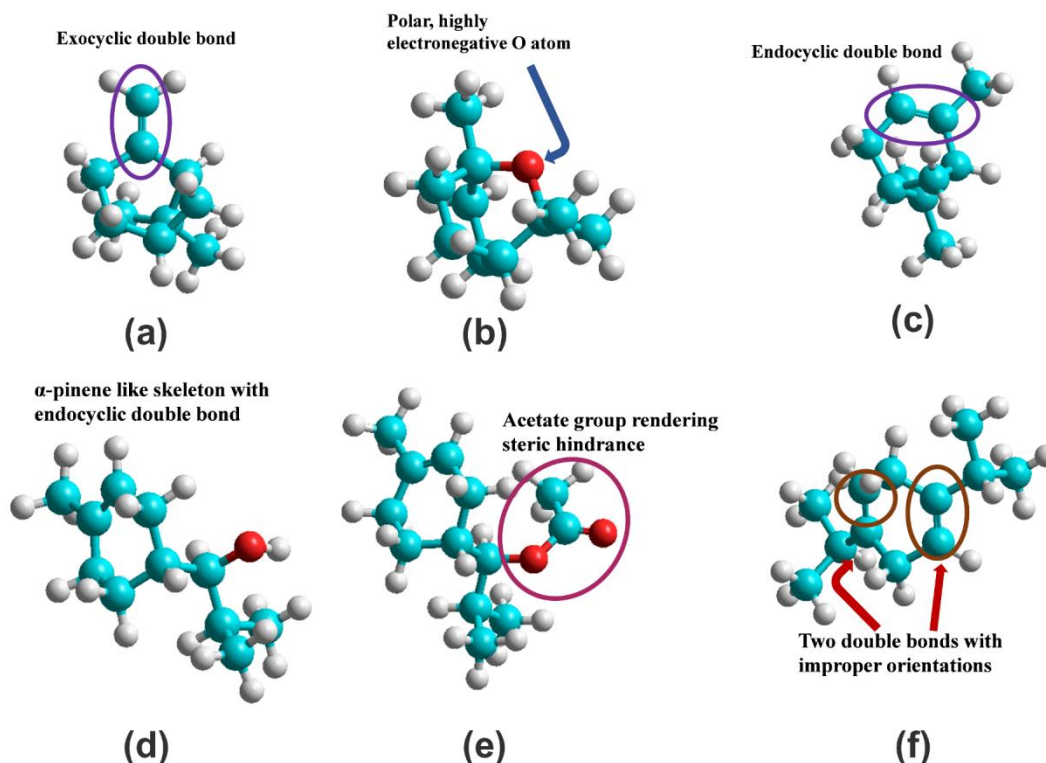 Exocyclic double bond
Polar, highly
electronegative O atom
Endocyclic double bond
(a)
(b)
(c)
α-pinene like skeleton with
endocyclic double bond
Acetate group rendering
steric hindrance
Two double bonds with
improper orientations
(d)
(e)
(f)